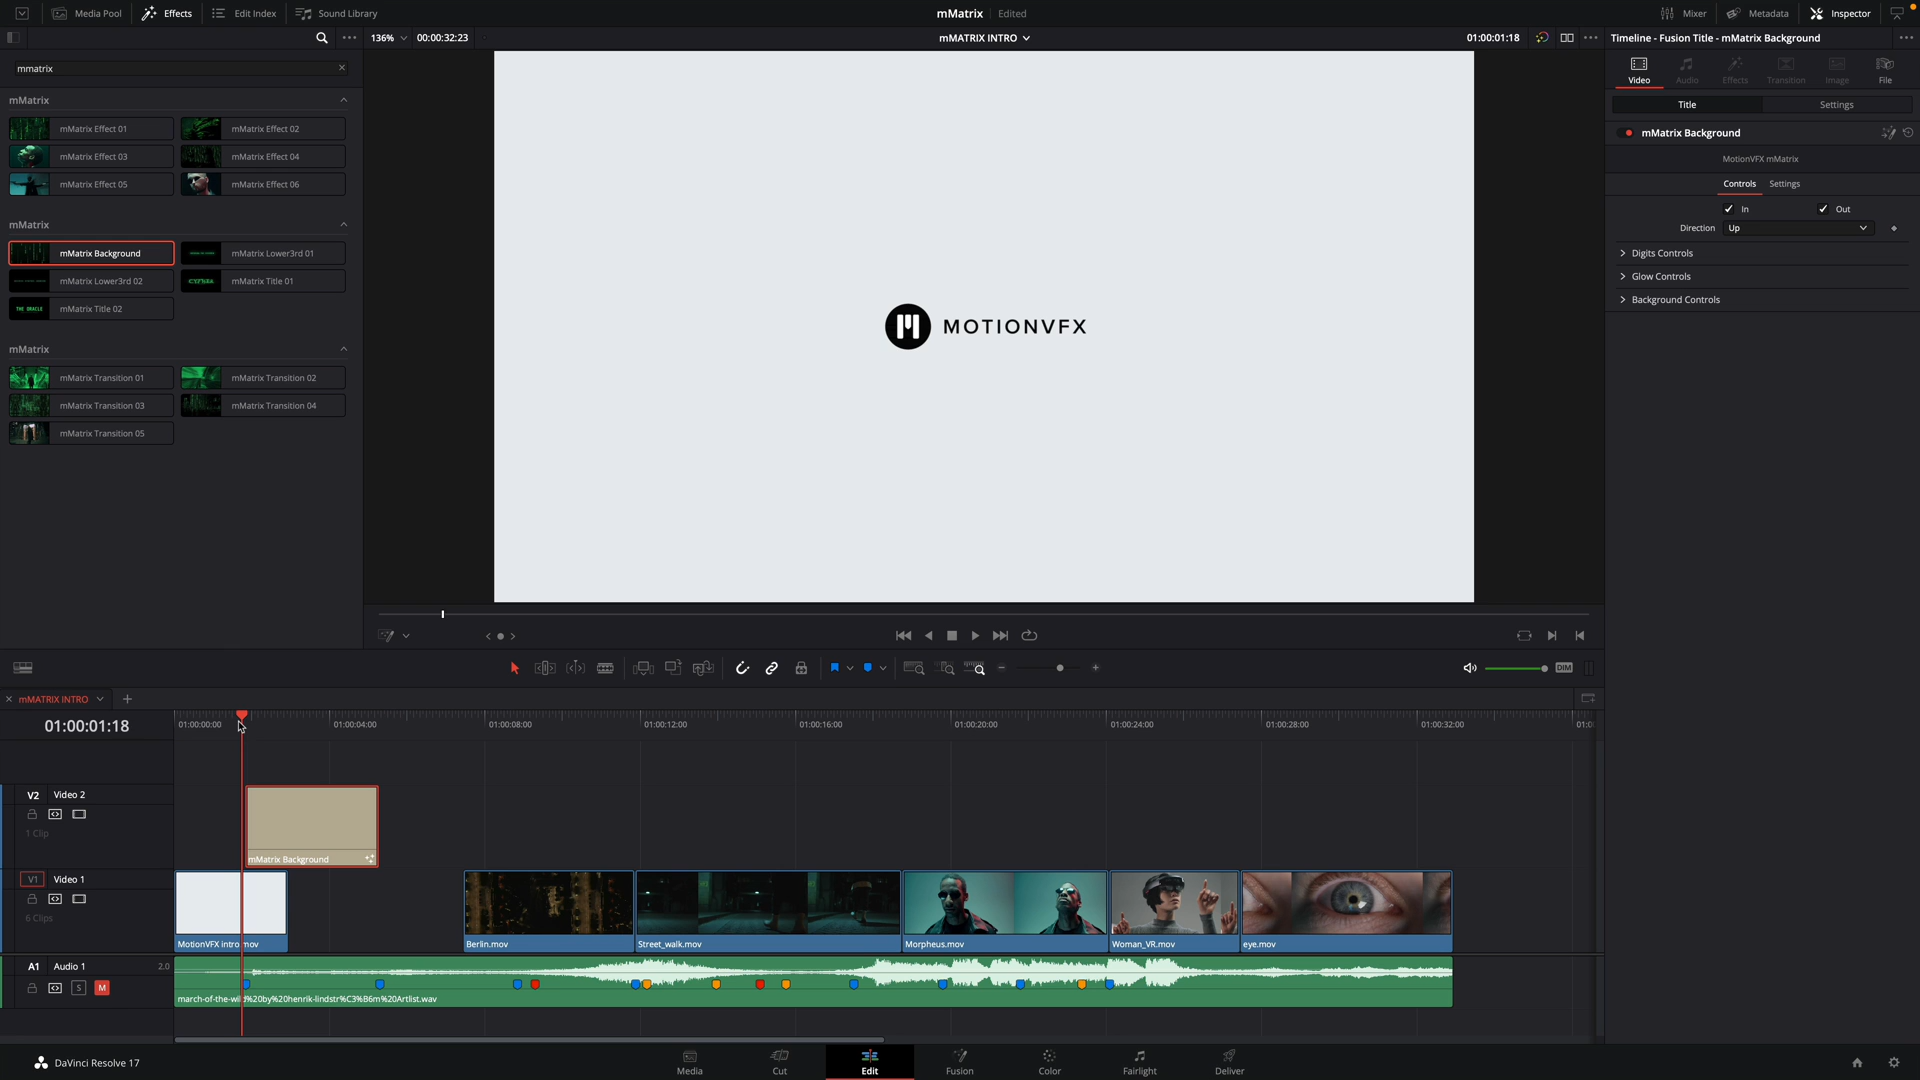 Media Pool
Effects
Edit Index
Sound Library
mMatrix
Edited
Mixer
Metadata
Inspector
136%
00:00:32:23
mMATRIX INTRO
01:00:01:18
Timeline - Fusion Title - mMatrix Background
mmatrix
mMatrix
mMatrix Effect 01
mMatrix Effect 02
mMatrix Effect 03
mMatrix Effect 04
mMatrix Effect 05
mMatrix Effect 06
mMatrix
mMatrix Background
mMatrix Lower3rd 01
mMatrix Lower3rd 02
CYPHER
mMatrix Title 01
THE ORACLE
mMatrix Title 02
mMatrix
mMatrix Transition 01
mMatrix Transition 02
mMatrix Transition 03
mMatrix Transition 04
mMatrix Transition 05
MOTIONVFX
Video
Audio
Effects
Transition
Image
File
Title
Settings
mMatrix Background
MotionVFX mMatrix
Controls
Settings
In
Out
Direction
Up
Digits Controls
Glow Controls
Background Controls
DIM
mMATRIX INTRO
01:00:01:18
01:00:00:00
01:00:04:00
01:00:08:00
01:00:12:00
01:00:16:00
01:00:20:00
01:00:24:00
01:00:28:00
01:00:32:00
V2
Video 2
1 Clip
mMatrix Background
V1
Video 1
6 Clips
MotionVFX intro.mov
Berlin.mov
Street_walk.mov
Morpheus.mov
Woman_VR.mov
eye.mov
A1
Audio 1
2.0
S
M
march-of-the-wild%20by%20henrik-lindstr%C3%B6m%20Artlist.wav
DaVinci Resolve 17
Media
Cut
Edit
Fusion
Color
Fairlight
Deliver